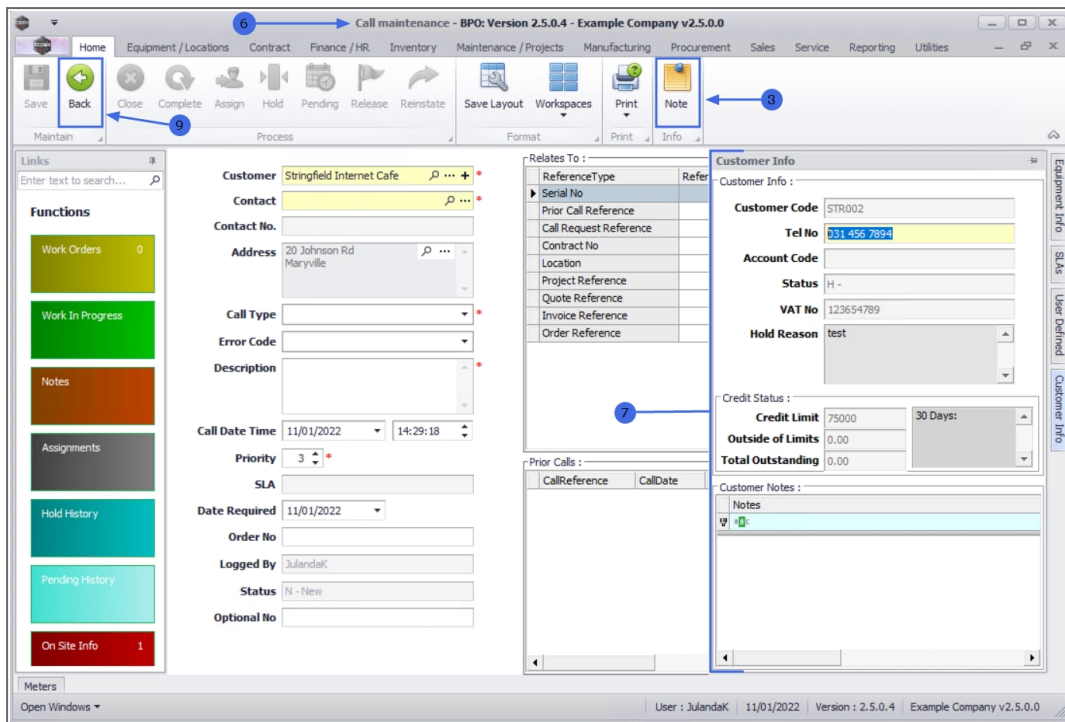 6
Call maintenance - BPO: Version 2.5.0.4 - Example Company v2.5.0.0
Home Equipment / Locations Contract Finance / HR Inventory Maintenance / Projects Manufacturing Procurement Sales Service Reporting Utilities
Save Back Close Complete Assign Hold Pending Release Reinstate Save Layout Workspaces Print Note
3
9
Maintain Process Format Print Info
Links
Enter text to search...
Functions
Work Orders 0
Work In Progress
Notes
Assignments
Hold History
Pending History
On Site Info 1
Customer Stringfield Internet Cafe *
Contact *
Contact No.
Address 20 Johnson Rd
Maryville
Call Type *
Error Code
Description *
Call Date Time 11/01/2022 14:29:18
Priority 3 *
SLA
Date Required 11/01/2022
Order No
Logged By JulandaK
Status N - New
Optional No
Relates To :
ReferenceType Refer
Serial No
Prior Call Reference
Call Request Reference
Contract No
Location
Project Reference
Quote Reference
Invoice Reference
Order Reference
7
Prior Calls :
CallReference CallDate
Customer Info
Customer Info :
Customer Code STR002
Tel No 031 456 7894
Account Code
Status H -
VAT No 123654789
Hold Reason test
Credit Status :
Credit Limit 75000 30 Days:
Outside of Limits 0.00
Total Outstanding 0.00
Customer Notes :
Notes
Equipment Info
SLAs
User Defined
Customer Info
Meters
Open Windows
User : JulandaK 11/01/2022 Version : 2.5.0.4 Example Company v2.5.0.0